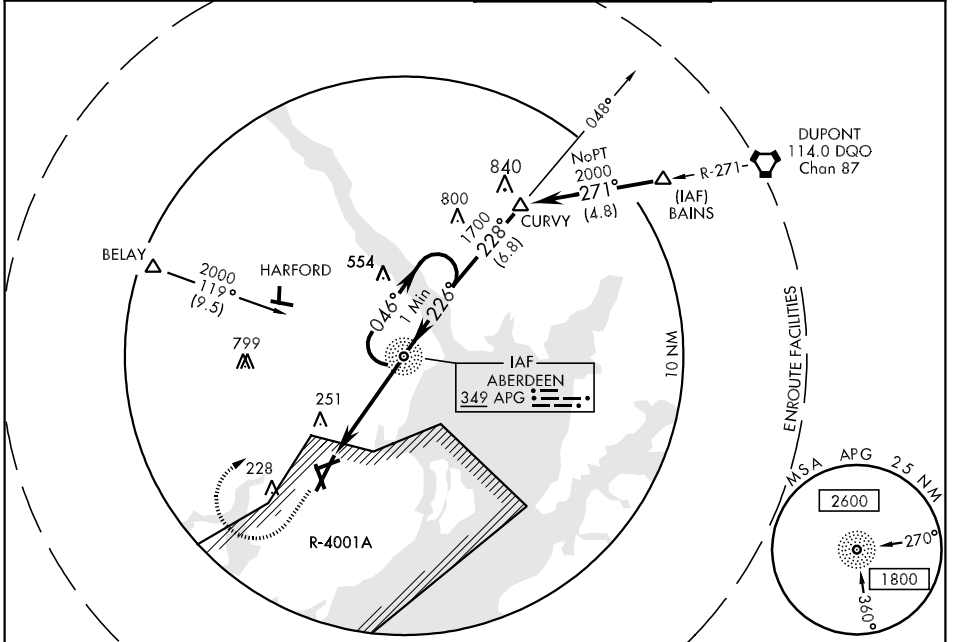 DUPONT
114.0 DQO
Chan 87
R-271
(IAF)
BAINS
NoPT
2000
271°
(4.8)
048°
840
CURVY
800
1700
228°
(6.8)
BELAY
2000
119°
(9.5)
HARFORD
554
046°
1 Min
226°
799
IAF
ABERDEEN
349 APG
10 NM
ENROUTE FACILITIES
251
228
R-4001A
MSA APG 25 NM
2600
270°
1800
360°